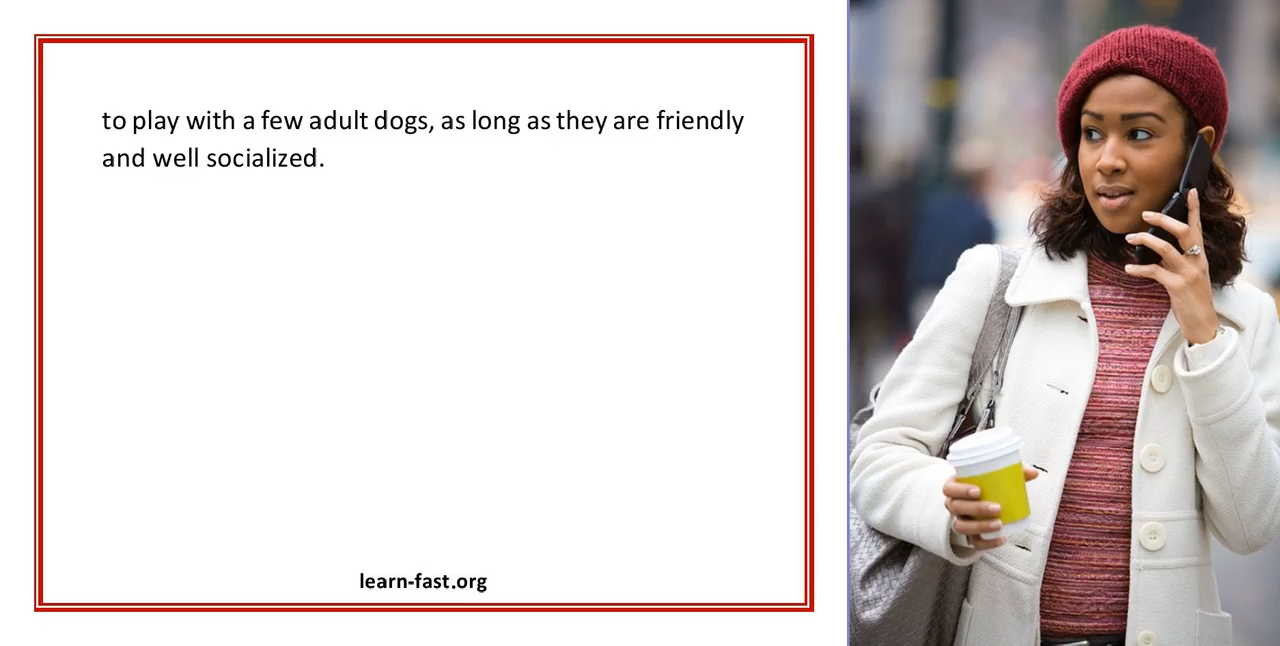 to play with a few adult dogs, as long as they are friendly
and well socialized.
learn-fast.org